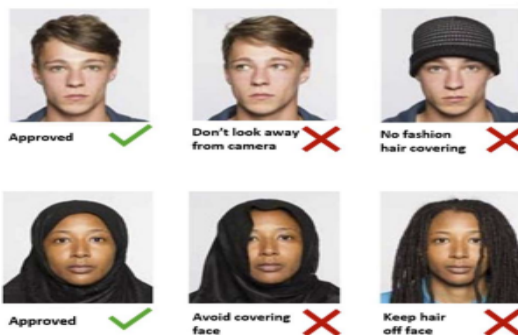 Approved
Don't look away
from camera
No fashion
hair covering
Approved
Avoid covering
face
Keep hair
off face